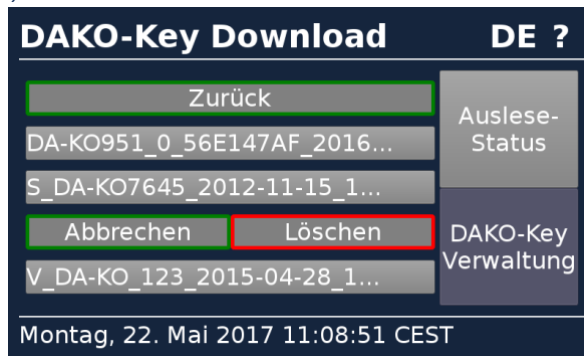 DAKO-Key Download DE ?
Zurück
DA-KO951_0_56E147AF_2016...
S_DA-KO7645_2012-11-15_1...
Abbrechen Löschen
V_DA-KO_123_2015-04-28_1...
Auslese-
Status
DAKO-Key
Verwaltung
Montag, 22. Mai 2017 11:08:51 CEST